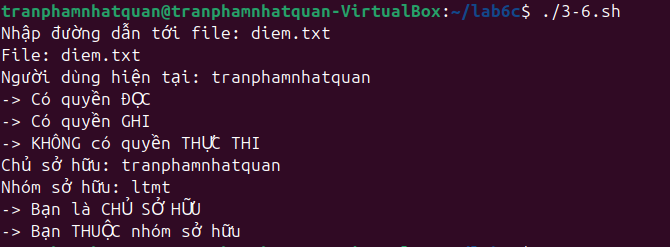 tranphamnhatquan@tranphamnhatquan-VirtualBox:~/lab6c$ ./3-6.sh
Nhập đường dẫn tới file: diem.txt
File: diem.txt
Người dùng hiện tại: tranphamnhatquan
-> Có quyền ĐỌC
-> Có quyền GHI
-> KHÔNG có quyền THỰC THI
Chủ sở hữu: tranphamnhatquan
Nhóm sở hữu: ltmt
-> Bạn là CHỦ SỞ HỮU
-> Bạn THUỘC nhóm sở hữu